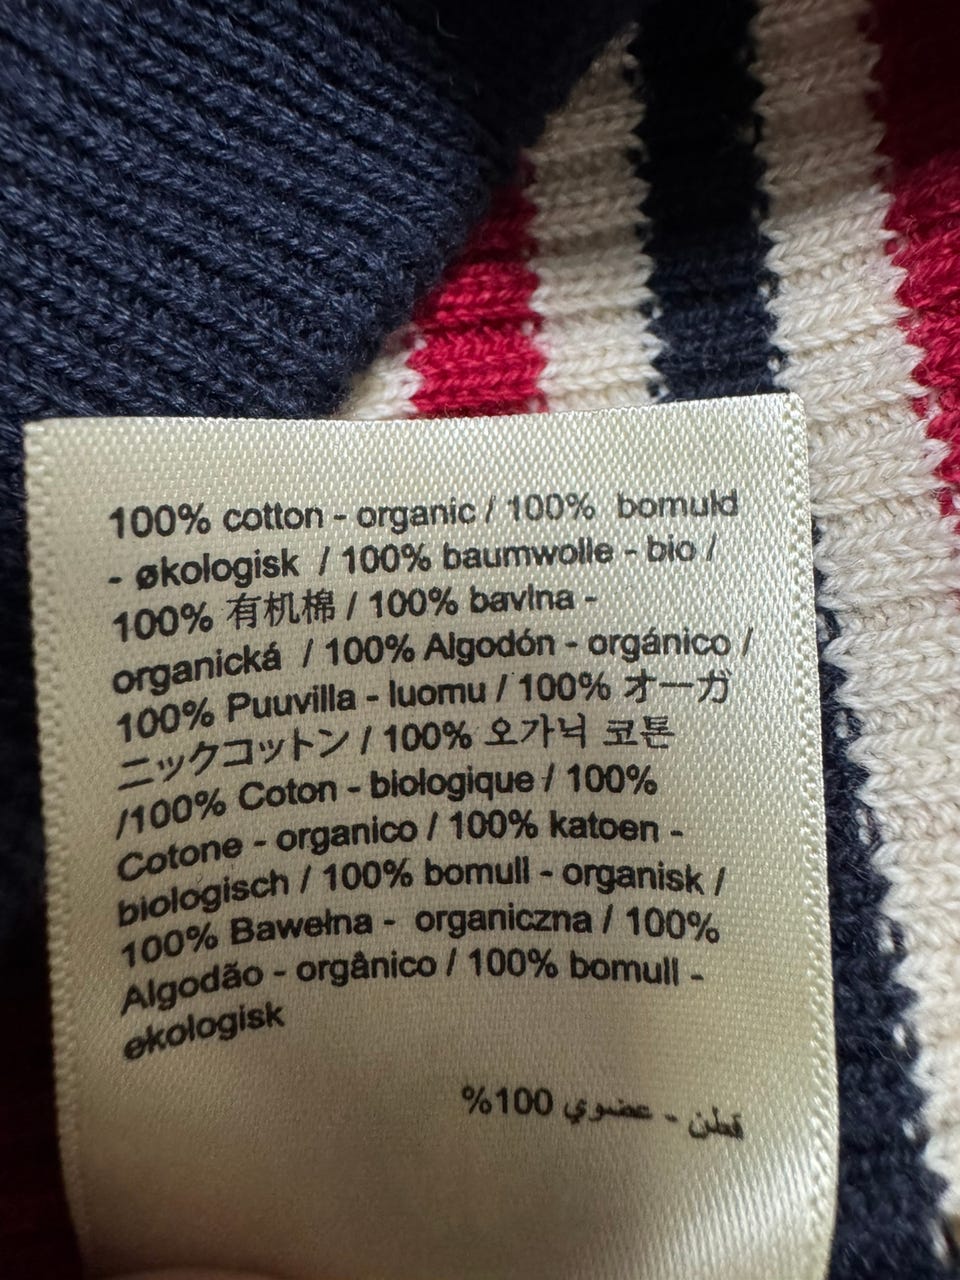 100% cotton - organic / 100% bomuld
- økologisk / 100% baumwolle - bio /
100% 有机棉 / 100% bavlna -
organická / 100% Algodón - orgánico /
100% Puuvilla - luomu / 100% オーガ
ニックコットン / 100% 오가닉 코튼
/100% Coton - biologique / 100%
Cotone - organico / 100% katoen -
biologisch / 100% bomull - organisk /
100% Bawełna - organiczna / 100%
Algodão - orgânico / 100% bomull -
økologisk
قطن - عضوي 100%